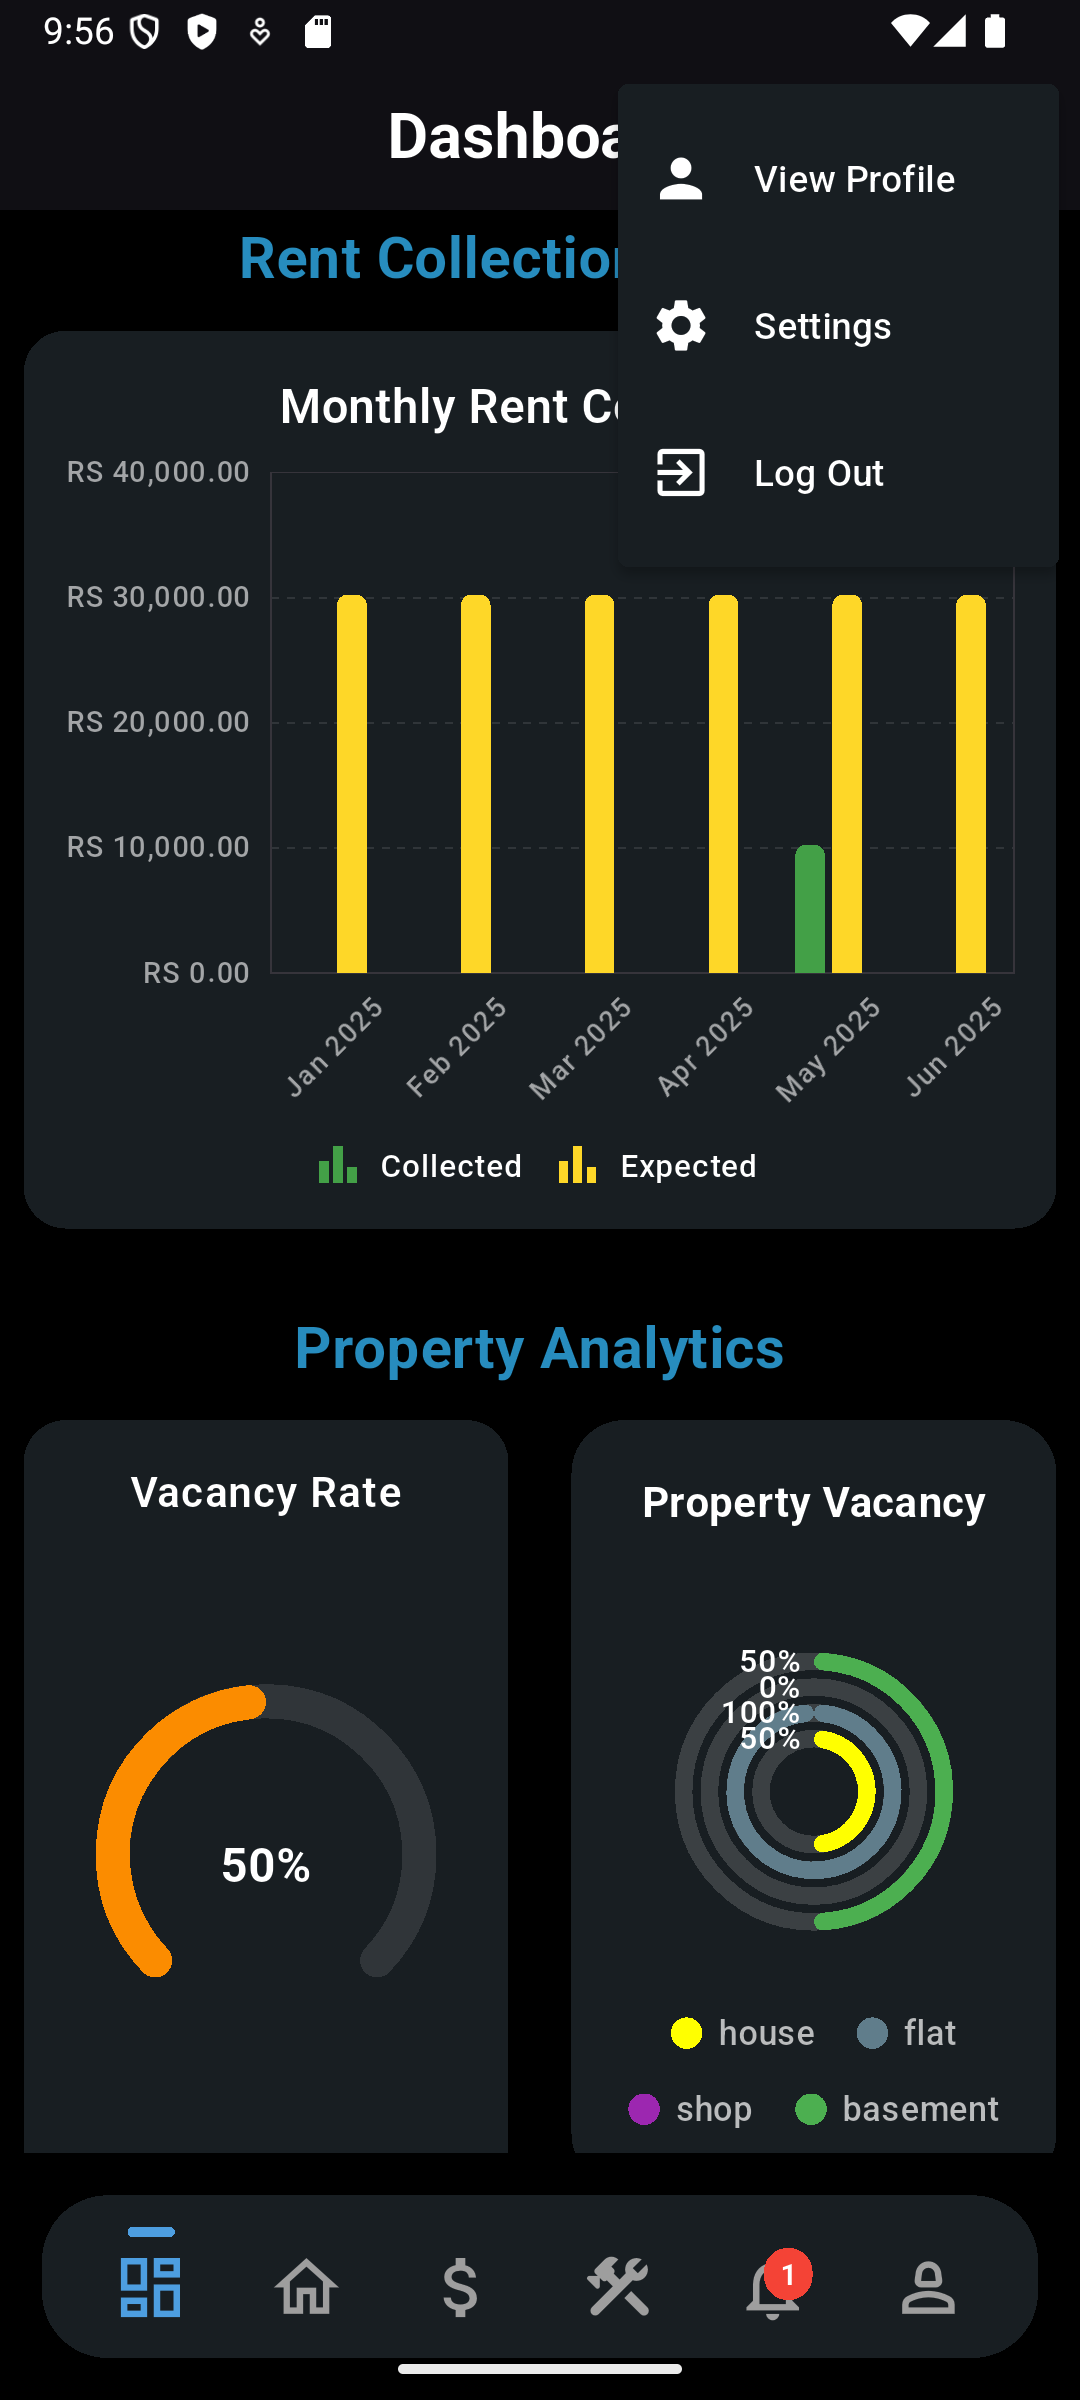 9:56
Dashboa
View Profile
Rent Collection
Settings
Monthly Rent Co
Log Out
RS 40,000.00
RS 30,000.00
RS 20,000.00
RS 10,000.00
RS 0.00
Jan 2025
Feb 2025
Mar 2025
Apr 2025
May 2025
Jun 2025
Collected
Expected
Property Analytics
Vacancy Rate
50%
Property Vacancy
50%
0%
100%
50%
house
flat
shop
basement
1